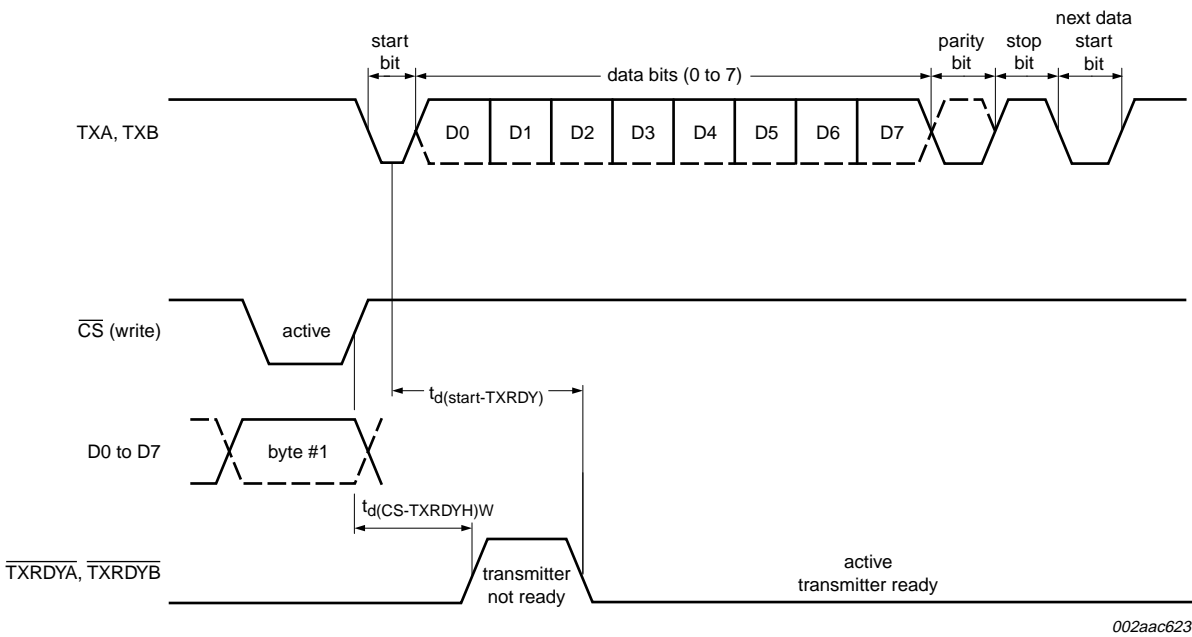 next data
start
bit
start
bit
data bits (0 to 7)
parity
bit
stop
bit
TXA, TXB
D0 D1 D2 D3 D4 D5 D6 D7
CS (write)
active
td(start-TXRDY)
D0 to D7
byte #1
td(CS-TXRDYH)W
TXRDYA, TXRDYB
transmitter
not ready
active
transmitter ready
002aac623